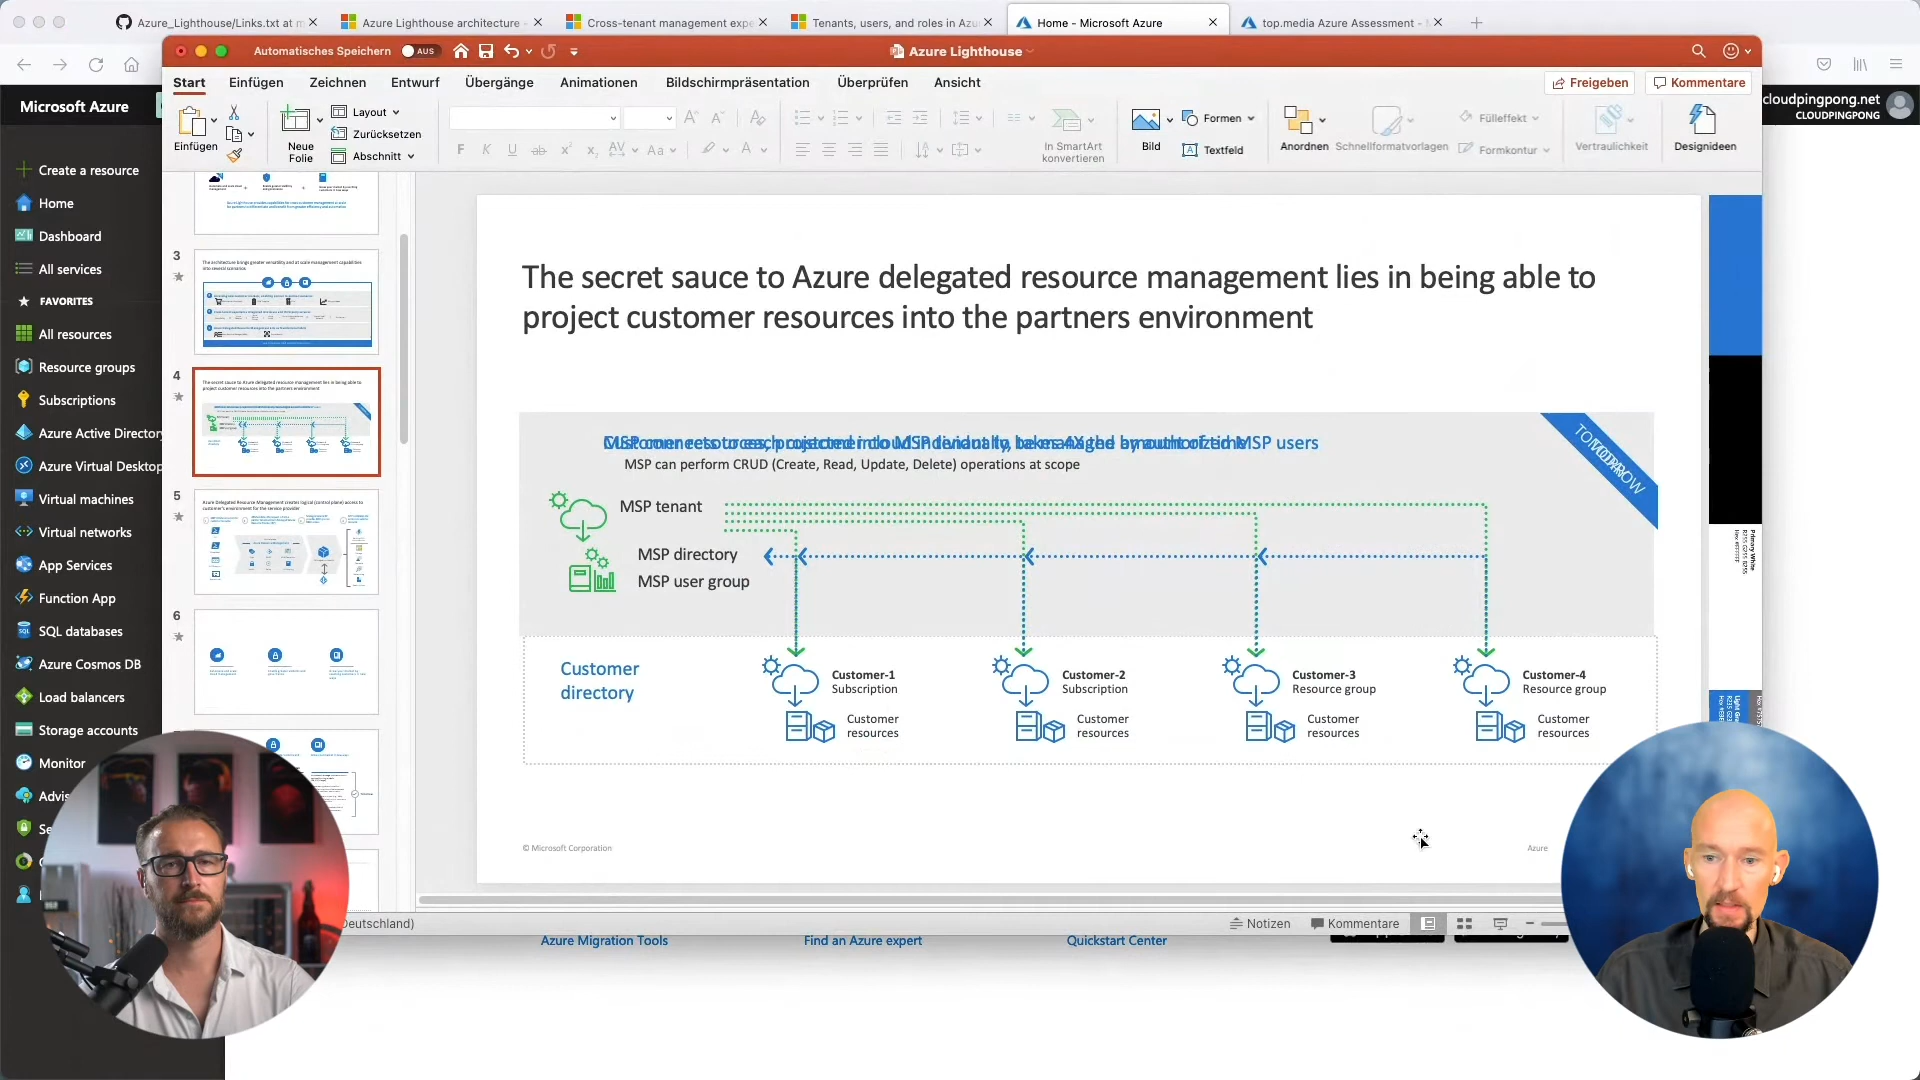 Azure_Lighthouse/Links.txt at m
Azure Lighthouse architecture -
Cross-tenant management expe
Tenants, users, and roles in Azu
Home - Microsoft Azure
top.media Azure Assessment -
Automatisches Speichern
AUS
Azure Lighthouse
Start
Einfügen
Zeichnen
Entwurf
Übergänge
Animationen
Bildschirmpräsentation
Überprüfen
Ansicht
Freigeben
Kommentare
Microsoft Azure
cloudpingpong.net
CLOUDPINGPONG
Einfügen
Neue
Folie
Layout
Zurücksetzen
Abschnitt
In SmartArt
konvertieren
Bild
Formen
Textfeld
Anordnen
Schnellformatvorlagen
Fülleffekt
Formkontur
Vertraulichkeit
Designideen
Create a resource
Home
Dashboard
All services
FAVORITES
All resources
Resource groups
Subscriptions
Azure Active Directory
Azure Virtual Desktop
Virtual machines
Virtual networks
App Services
Function App
SQL databases
Azure Cosmos DB
Load balancers
Storage accounts
Monitor
3
4
5
6
The secret sauce to Azure delegated resource management lies in being able to
project customer resources into the partners environment
MSP can perform CRUD (Create, Read, Update, Delete) operations at scope
MSP tenant
MSP directory
MSP user group
Customer
directory
Customer-1
Subscription
Customer
resources
Customer-2
Subscription
Customer
resources
Customer-3
Resource group
Customer
resources
Customer-4
Resource group
Customer
resources
© Microsoft Corporation
Azure
Deutschland)
Notizen
Kommentare
Azure Migration Tools
Find an Azure expert
Quickstart Center